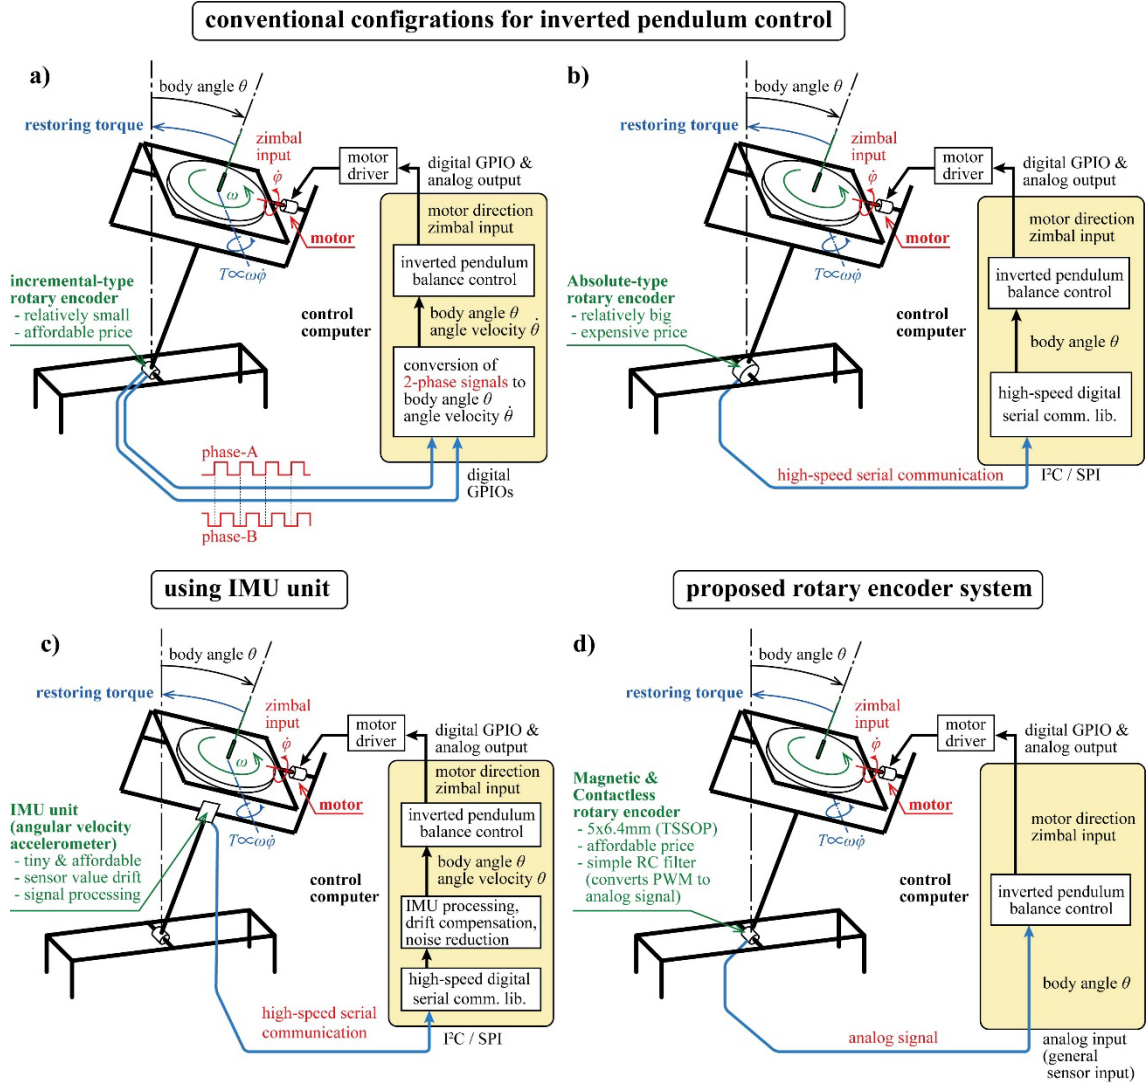 conventional configrations for inverted pendulum control
a)
body angle θ
restoring torque
zimbal
input
φ̇
ω
motor
T∝ωφ̇
motor
driver
digital GPIO &
analog output
motor direction
zimbal input
inverted pendulum
balance control
body angle θ
angle velocity θ̇
conversion of
2-phase signals to
body angle θ
angle velocity θ̇
control
computer
incremental-type
rotary encoder
- relatively small
- affordable price
phase-A
phase-B
digital
GPIOs
b)
body angle θ
restoring torque
zimbal
input
φ̇
motor
T∝ωφ̇
motor
driver
digital GPIO &
analog output
motor direction
zimbal input
inverted pendulum
balance control
body angle θ
high-speed digital
serial comm. lib.
control
computer
Absolute-type
rotary encoder
- relatively big
- expensive price
high-speed serial communication
I²C / SPI
using IMU unit
c)
body angle θ
restoring torque
zimbal
input
φ̇
ω
motor
T∝ωφ̇
motor
driver
digital GPIO &
analog output
motor direction
zimbal input
inverted pendulum
balance control
body angle θ
angle velocity θ
IMU processing,
drift compensation,
noise reduction
high-speed digital
serial comm. lib.
control
computer
IMU unit
(angular velocity
accelerometer)
- tiny & affordable
- sensor value drift
- signal processing
high-speed serial
communication
I²C / SPI
proposed rotary encoder system
d)
body angle θ
restoring torque
zimbal
input
φ̇
motor
T∝ωφ̇
motor
driver
digital GPIO &
analog output
motor direction
zimbal input
inverted pendulum
balance control
body angle θ
control
computer
Magnetic &
Contactless
rotary encoder
- 5x6.4mm (TSSOP)
- affordable price
- simple RC filter
(converts PWM to
analog signal)
analog signal
analog input
(general
sensor input)